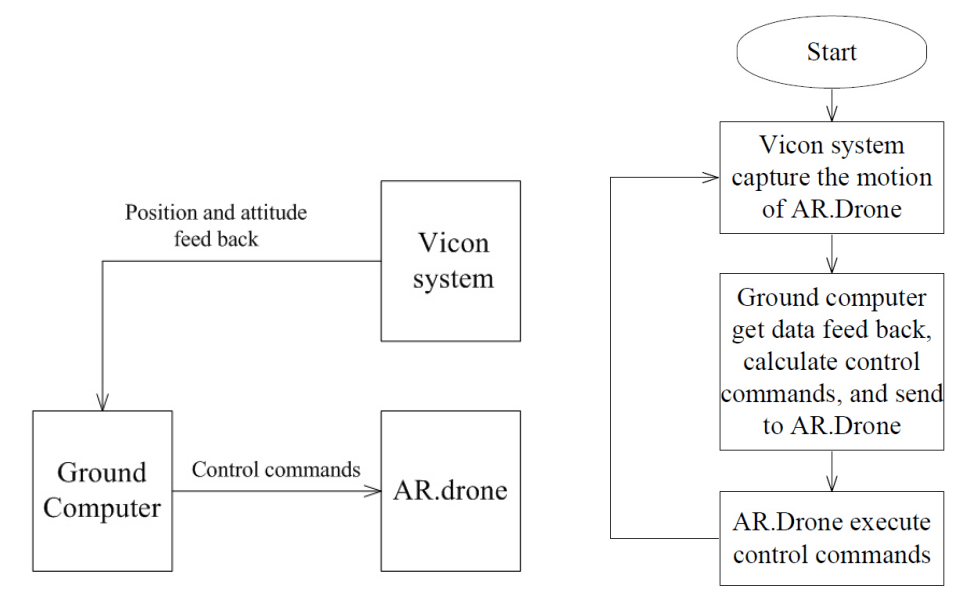 Position and attitude
feed back
Vicon
system
Ground
Computer
Control commands
AR.drone
Start
Vicon system
capture the motion
of AR.Drone
Ground computer
get data feed back,
calculate control
commands, and send
to AR.Drone
AR.Drone execute
control commands